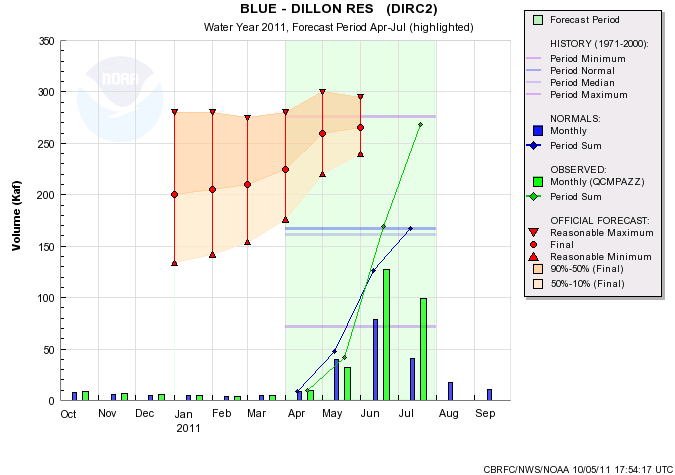 BLUE - DILLON RES (DIRC2)
Water Year 2011, Forecast Period Apr-Jul (highlighted)
NOAA
Volume (Kaf)
350
300
250
200
150
100
50
0
Oct Nov Dec Jan Feb Mar Apr May Jun Jul Aug Sep
2011
Forecast Period
HISTORY (1971-2000):
Period Minimum
Period Normal
Period Median
Period Maximum
NORMALS:
Monthly
Period Sum
OBSERVED:
Monthly (QCMPAZZ)
Period Sum
OFFICIAL FORECAST:
Reasonable Maximum
Final
Reasonable Minimum
90%-50% (Final)
50%-10% (Final)
CBRFC/NWS/NOAA 10/05/11 17:54:17 UTC